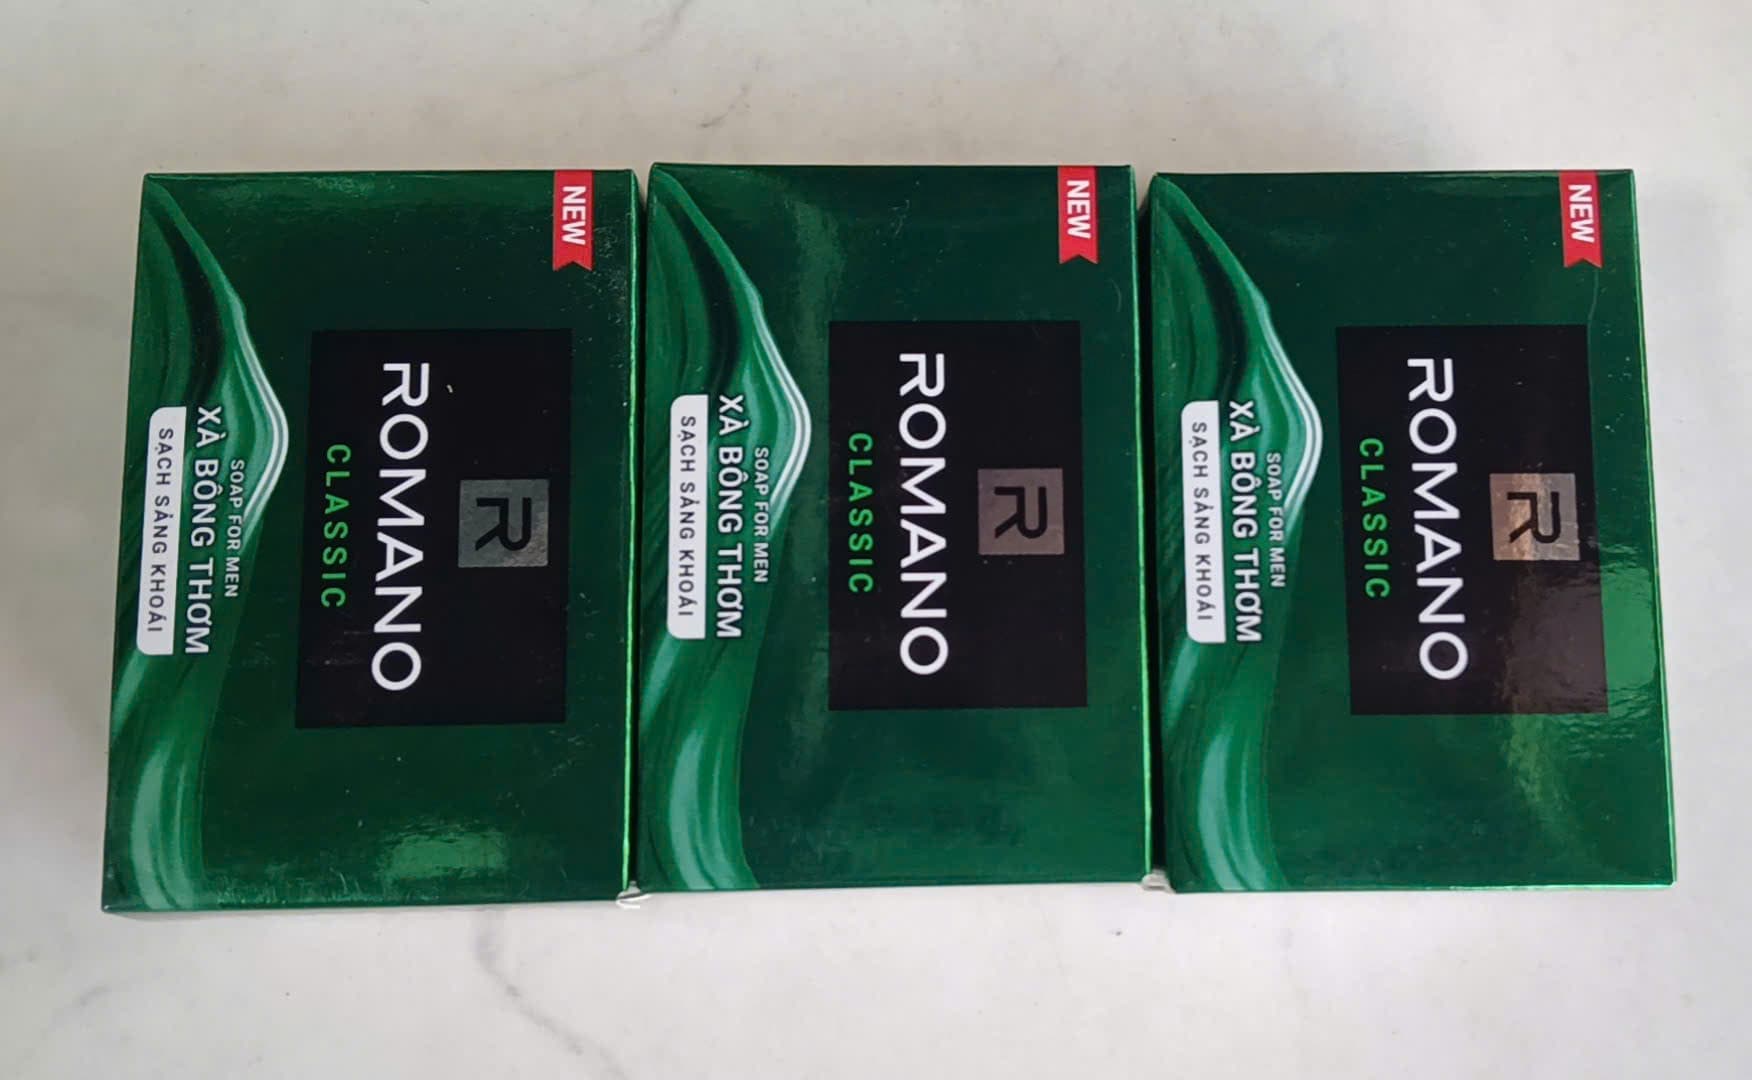 NEW
R
ROMANO
CLASSIC
SOAP FOR MEN
XÀ BÔNG THƠM
SẠCH SẢNG KHOÁI
NEW
R
ROMANO
CLASSIC
SOAP FOR MEN
XÀ BÔNG THƠM
SẠCH SẢNG KHOÁI
NEW
R
ROMANO
CLASSIC
SOAP FOR MEN
XÀ BÔNG THƠM
SẠCH SẢNG KHOÁI